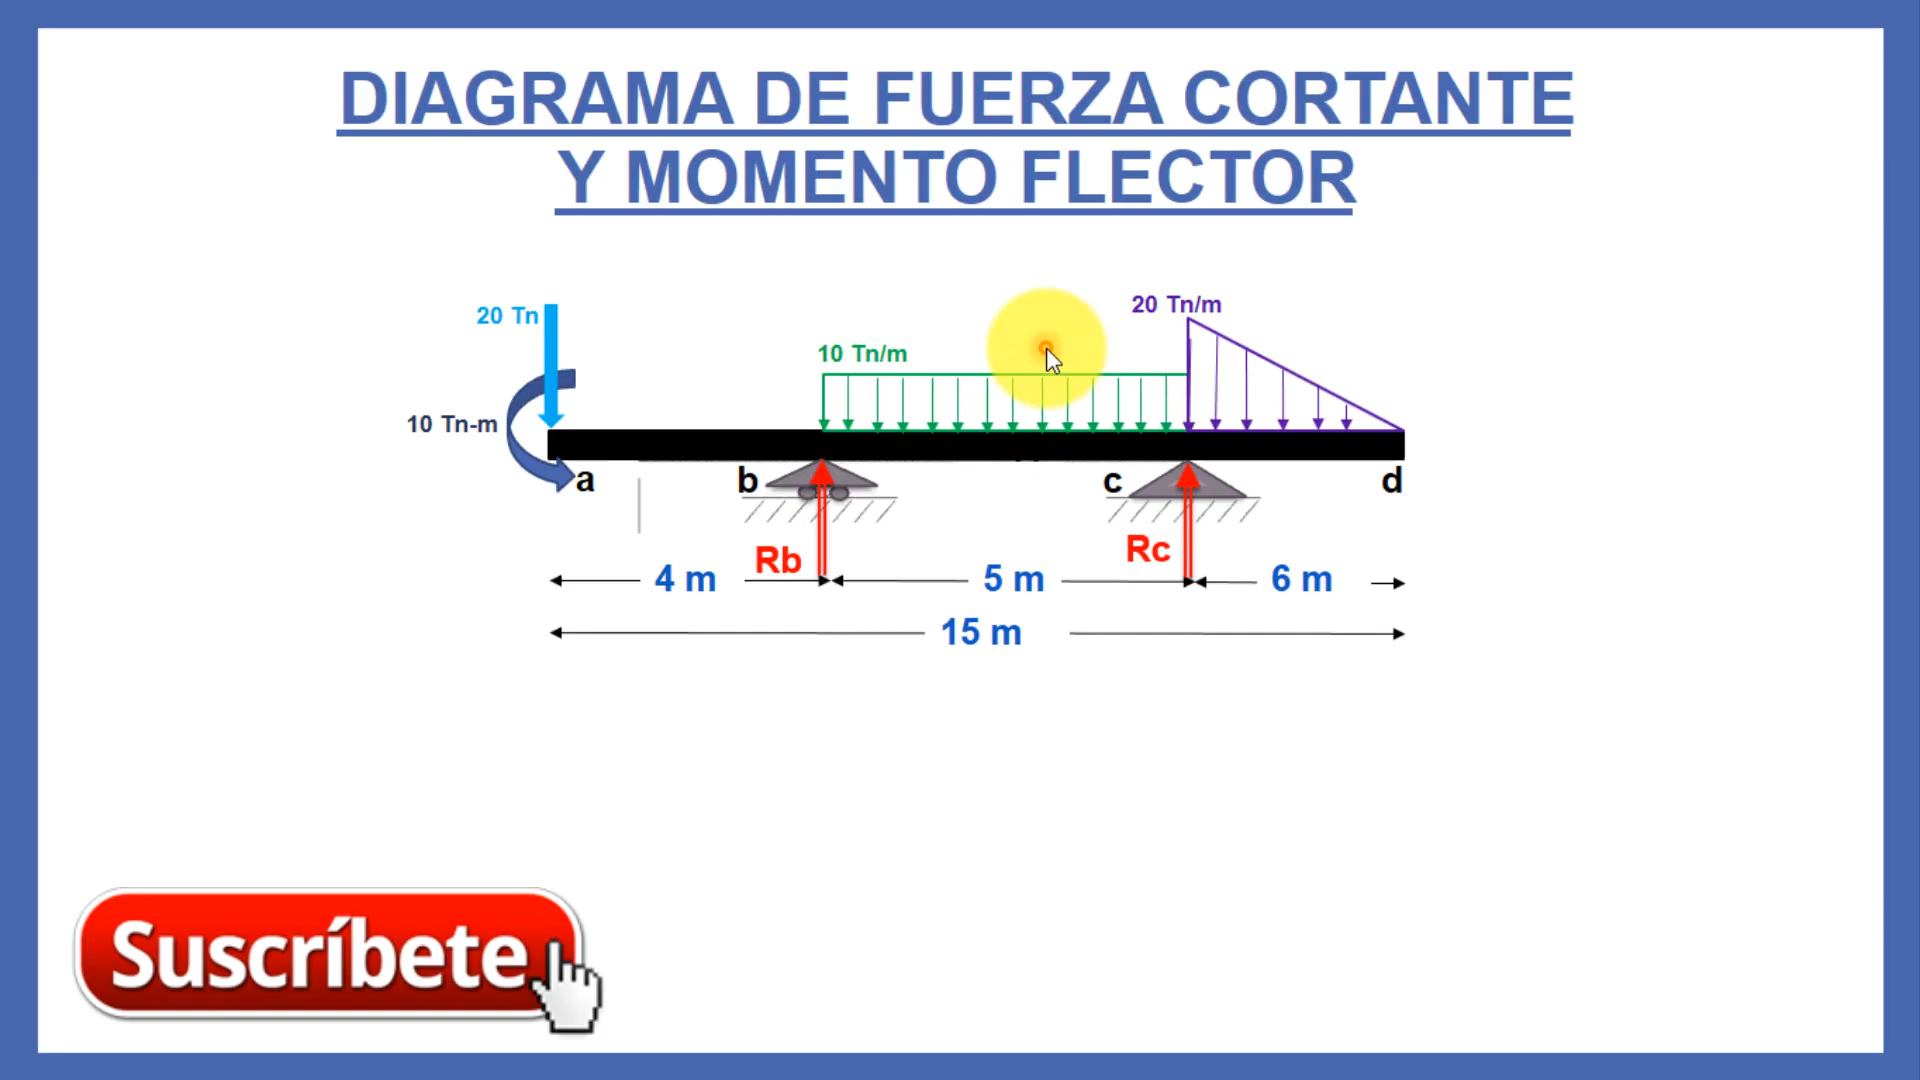 DIAGRAMA DE FUERZA CORTANTE
Y MOMENTO FLECTOR
20 Tn
20 Tn/m
10 Tn/m
10 Tn-m
a
b
c
d
Rb
Rc
4 m
5 m
6 m
15 m
Suscríbete